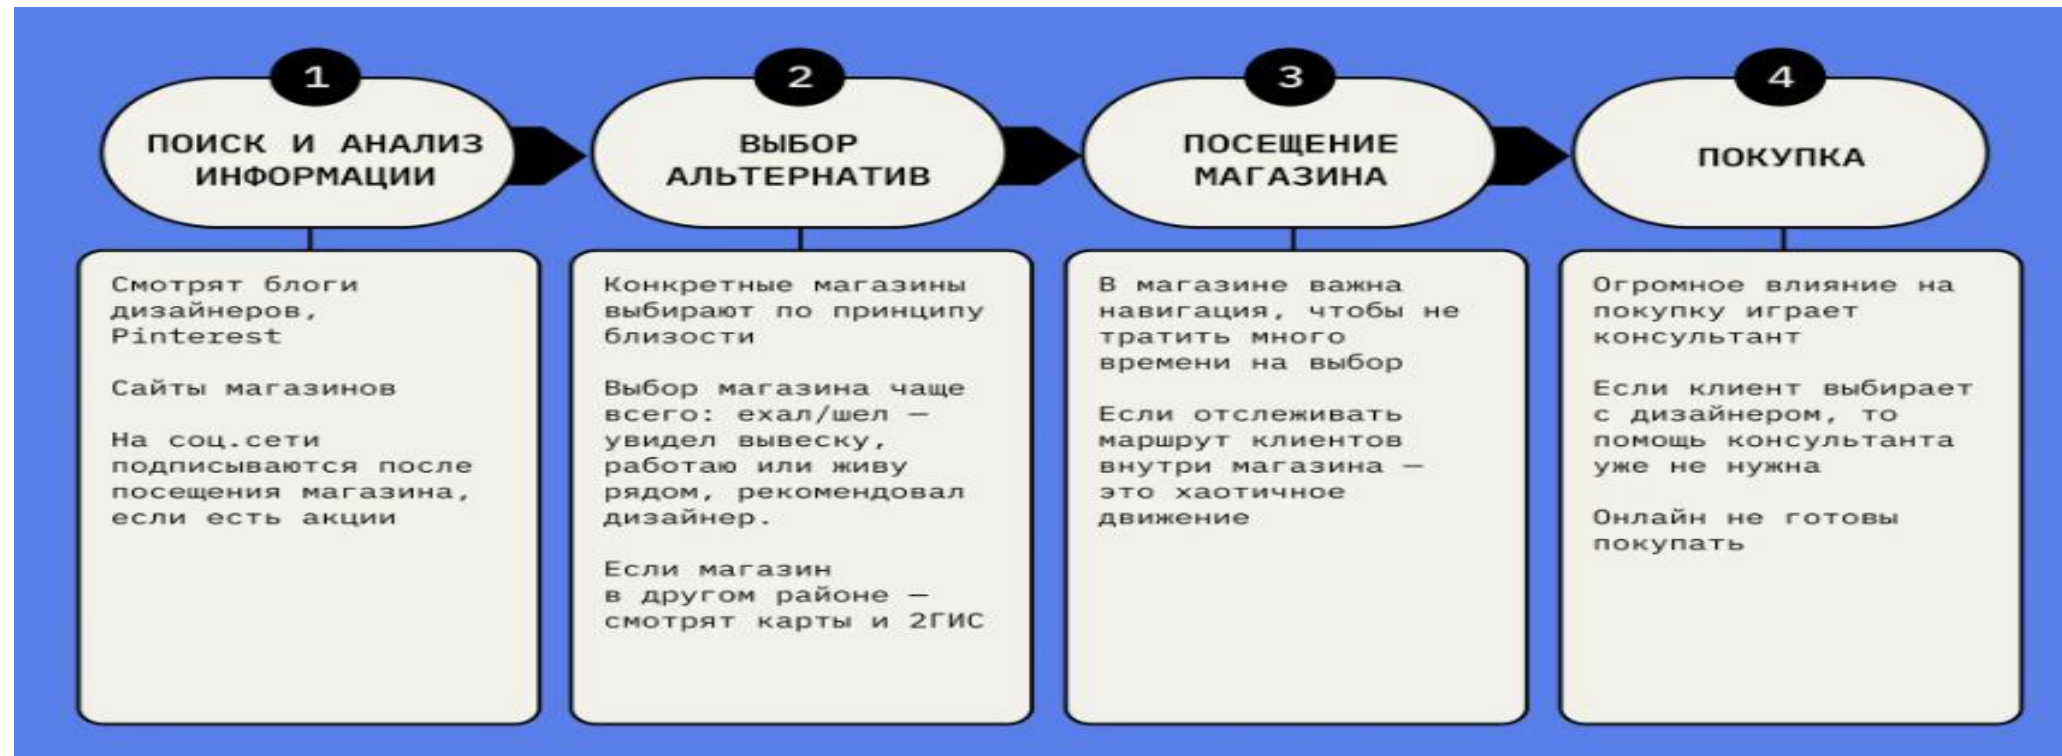 1
ПОИСК И АНАЛИЗ
ИНФОРМАЦИИ
Смотрят блоги
дизайнеров,
Pinterest
Сайты магазинов
На соц.сети
подписываются после
посещения магазина,
если есть акции
2
ВЫБОР
АЛЬТЕРНАТИВ
Конкретные магазины
выбирают по принципу
близости
Выбор магазина чаще
всего: ехал/шел —
увидел вывеску,
работаю или живу
рядом, рекомендовал
дизайнер.
Если магазин
в другом районе —
смотрят карты и 2ГИС
3
ПОСЕЩЕНИЕ
МАГАЗИНА
В магазине важна
навигация, чтобы не
тратить много
времени на выбор
Если отслеживать
маршрут клиентов
внутри магазина —
это хаотичное
движение
4
ПОКУПКА
Огромное влияние на
покупку играет
консультант
Если клиент выбирает
с дизайнером, то
помощь консультанта
уже не нужна
Онлайн не готовы
покупать